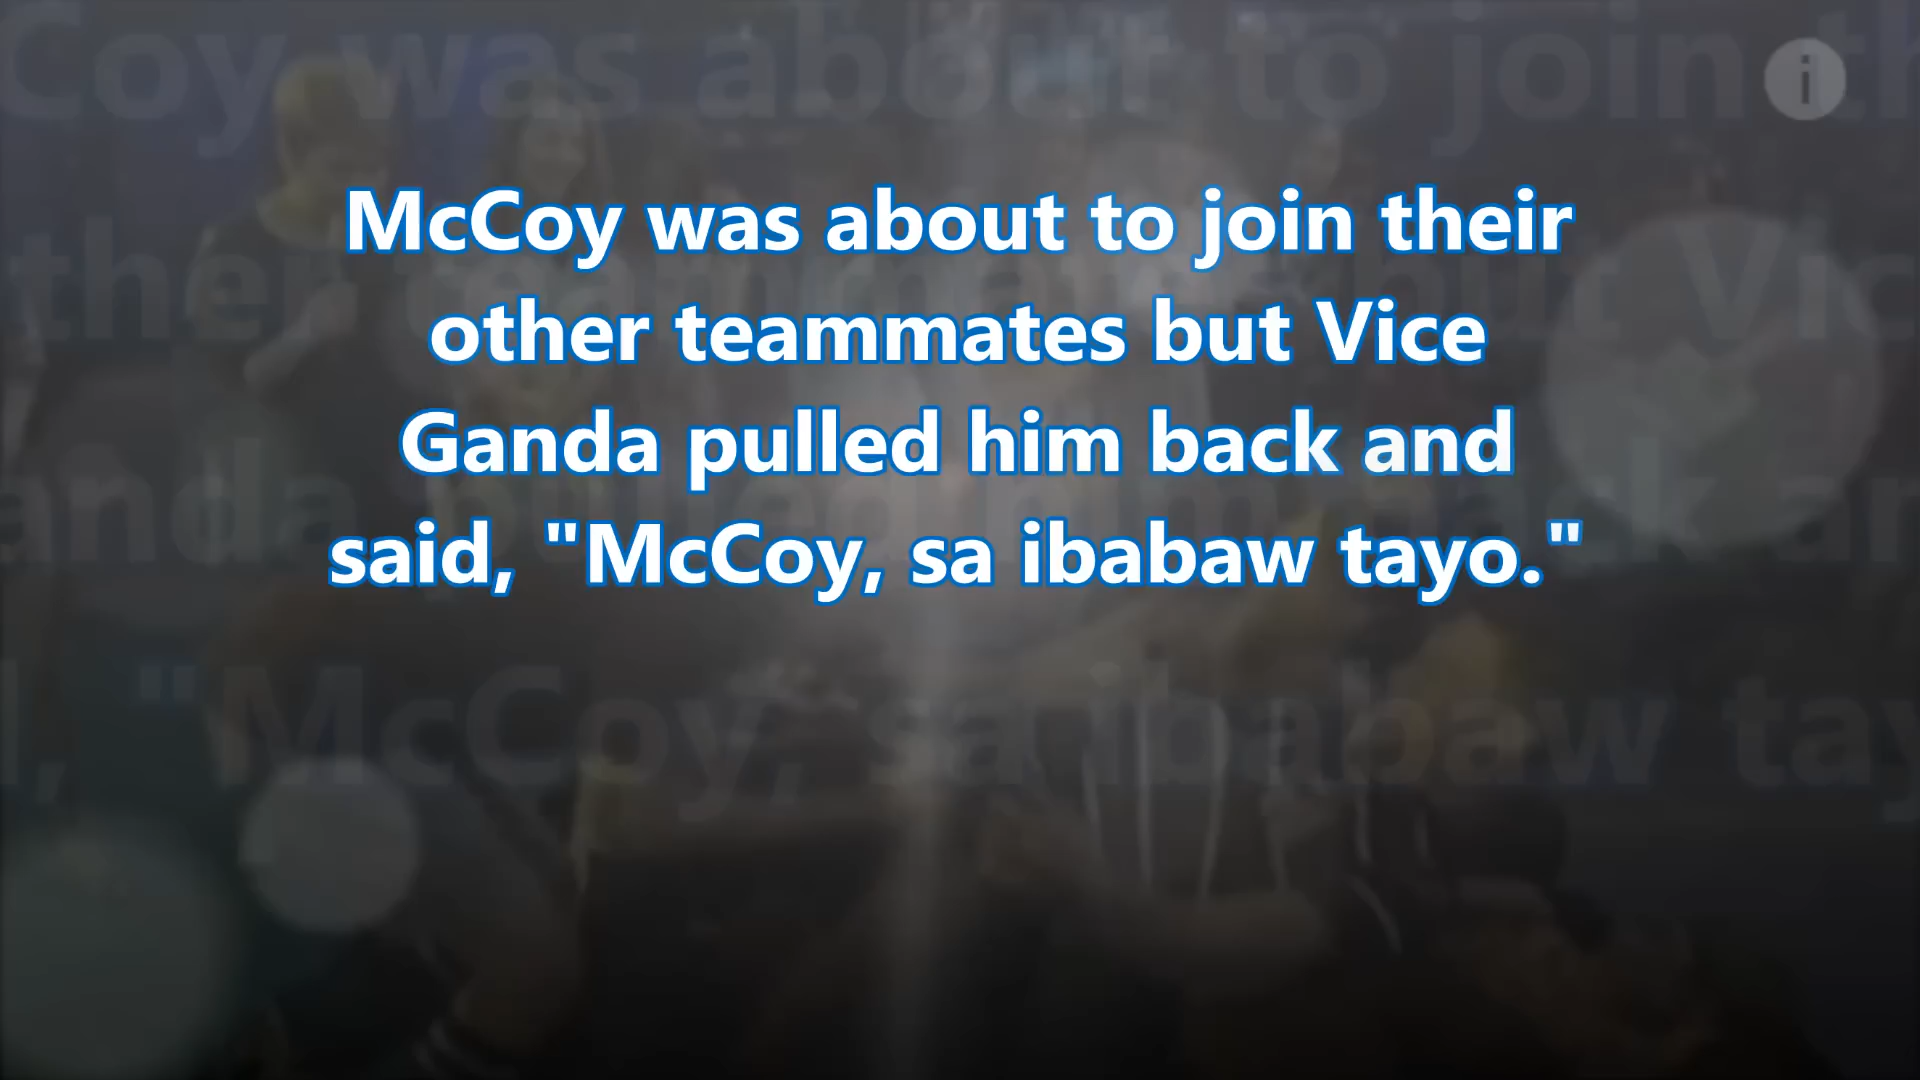 McCoy was about to join their
other teammates but Vice
Ganda pulled him back and
said, "McCoy, sa ibabaw tayo."